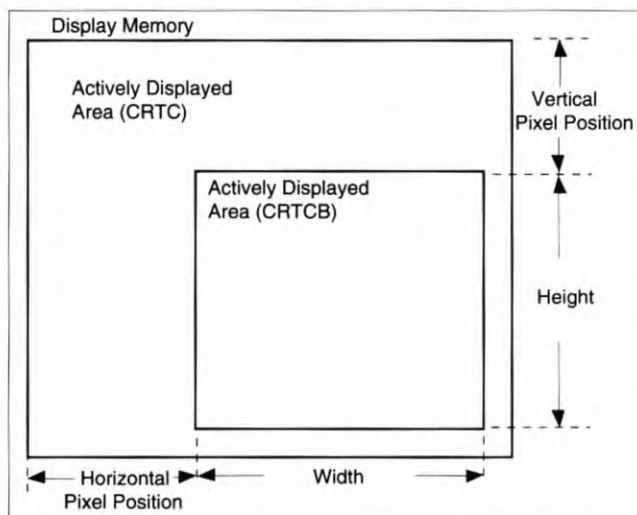 Display Memory
Actively Displayed
Area (CRTC)
Vertical
Pixel Position
Actively Displayed
Area (CRTCB)
Height
Horizontal
Pixel Position
Width